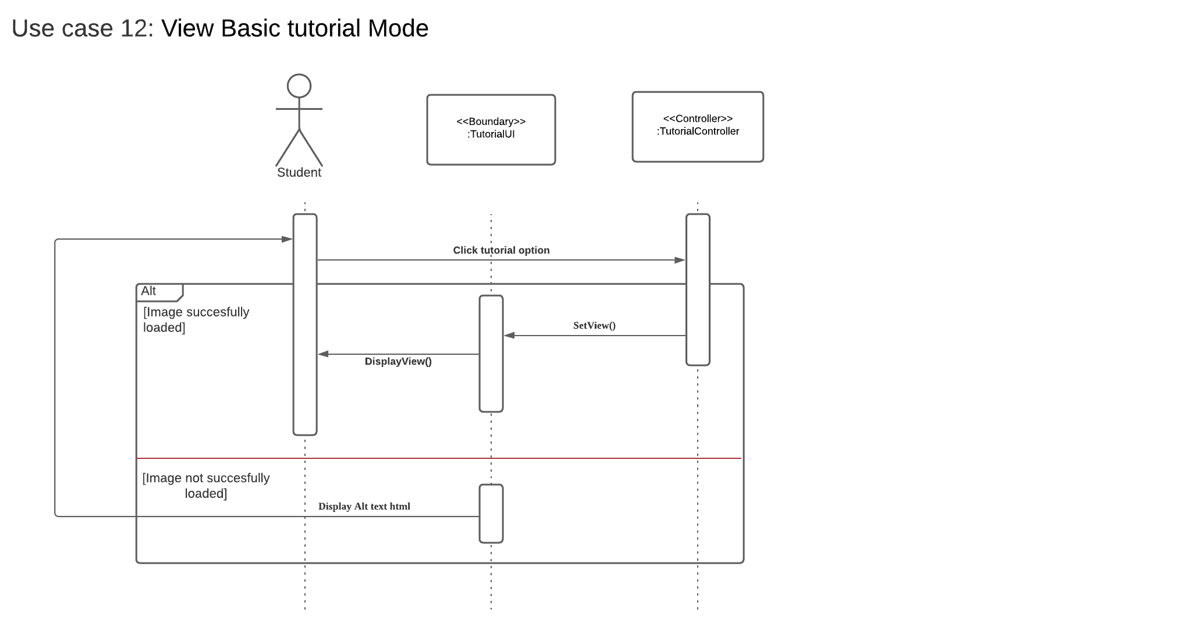 Use case 12: View Basic tutorial Mode
<<Boundary>>
:TutorialUI
<<Controller>>
:TutorialController
Student
Click tutorial option
Alt
[Image succesfully
loaded]
SetView()
DisplayView()
[Image not succesfully
loaded]
Display Alt text html